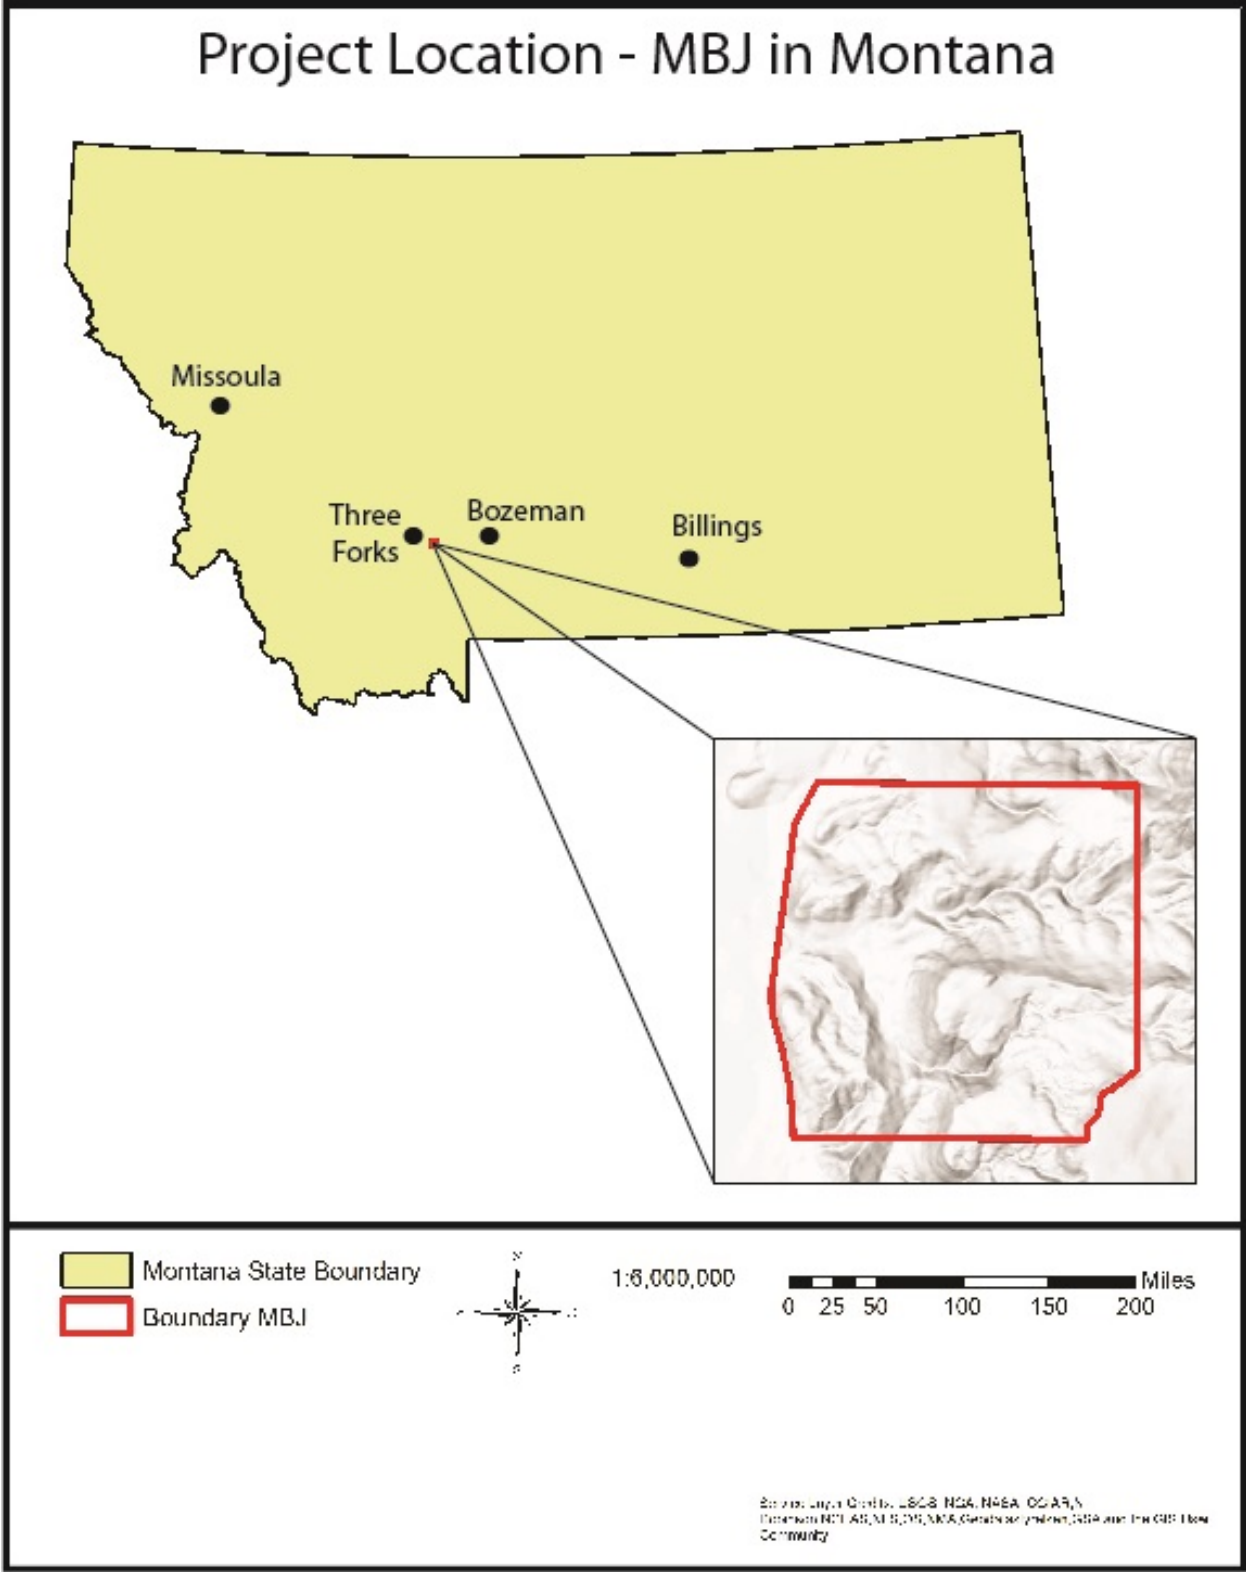 Project Location - MBJ in Montana
Missoula
Three
Forks
Bozeman
Billings
Montana State Boundary
Boundary MBJ
1:6,000,000
Miles
0 25 50 100 150 200
Community